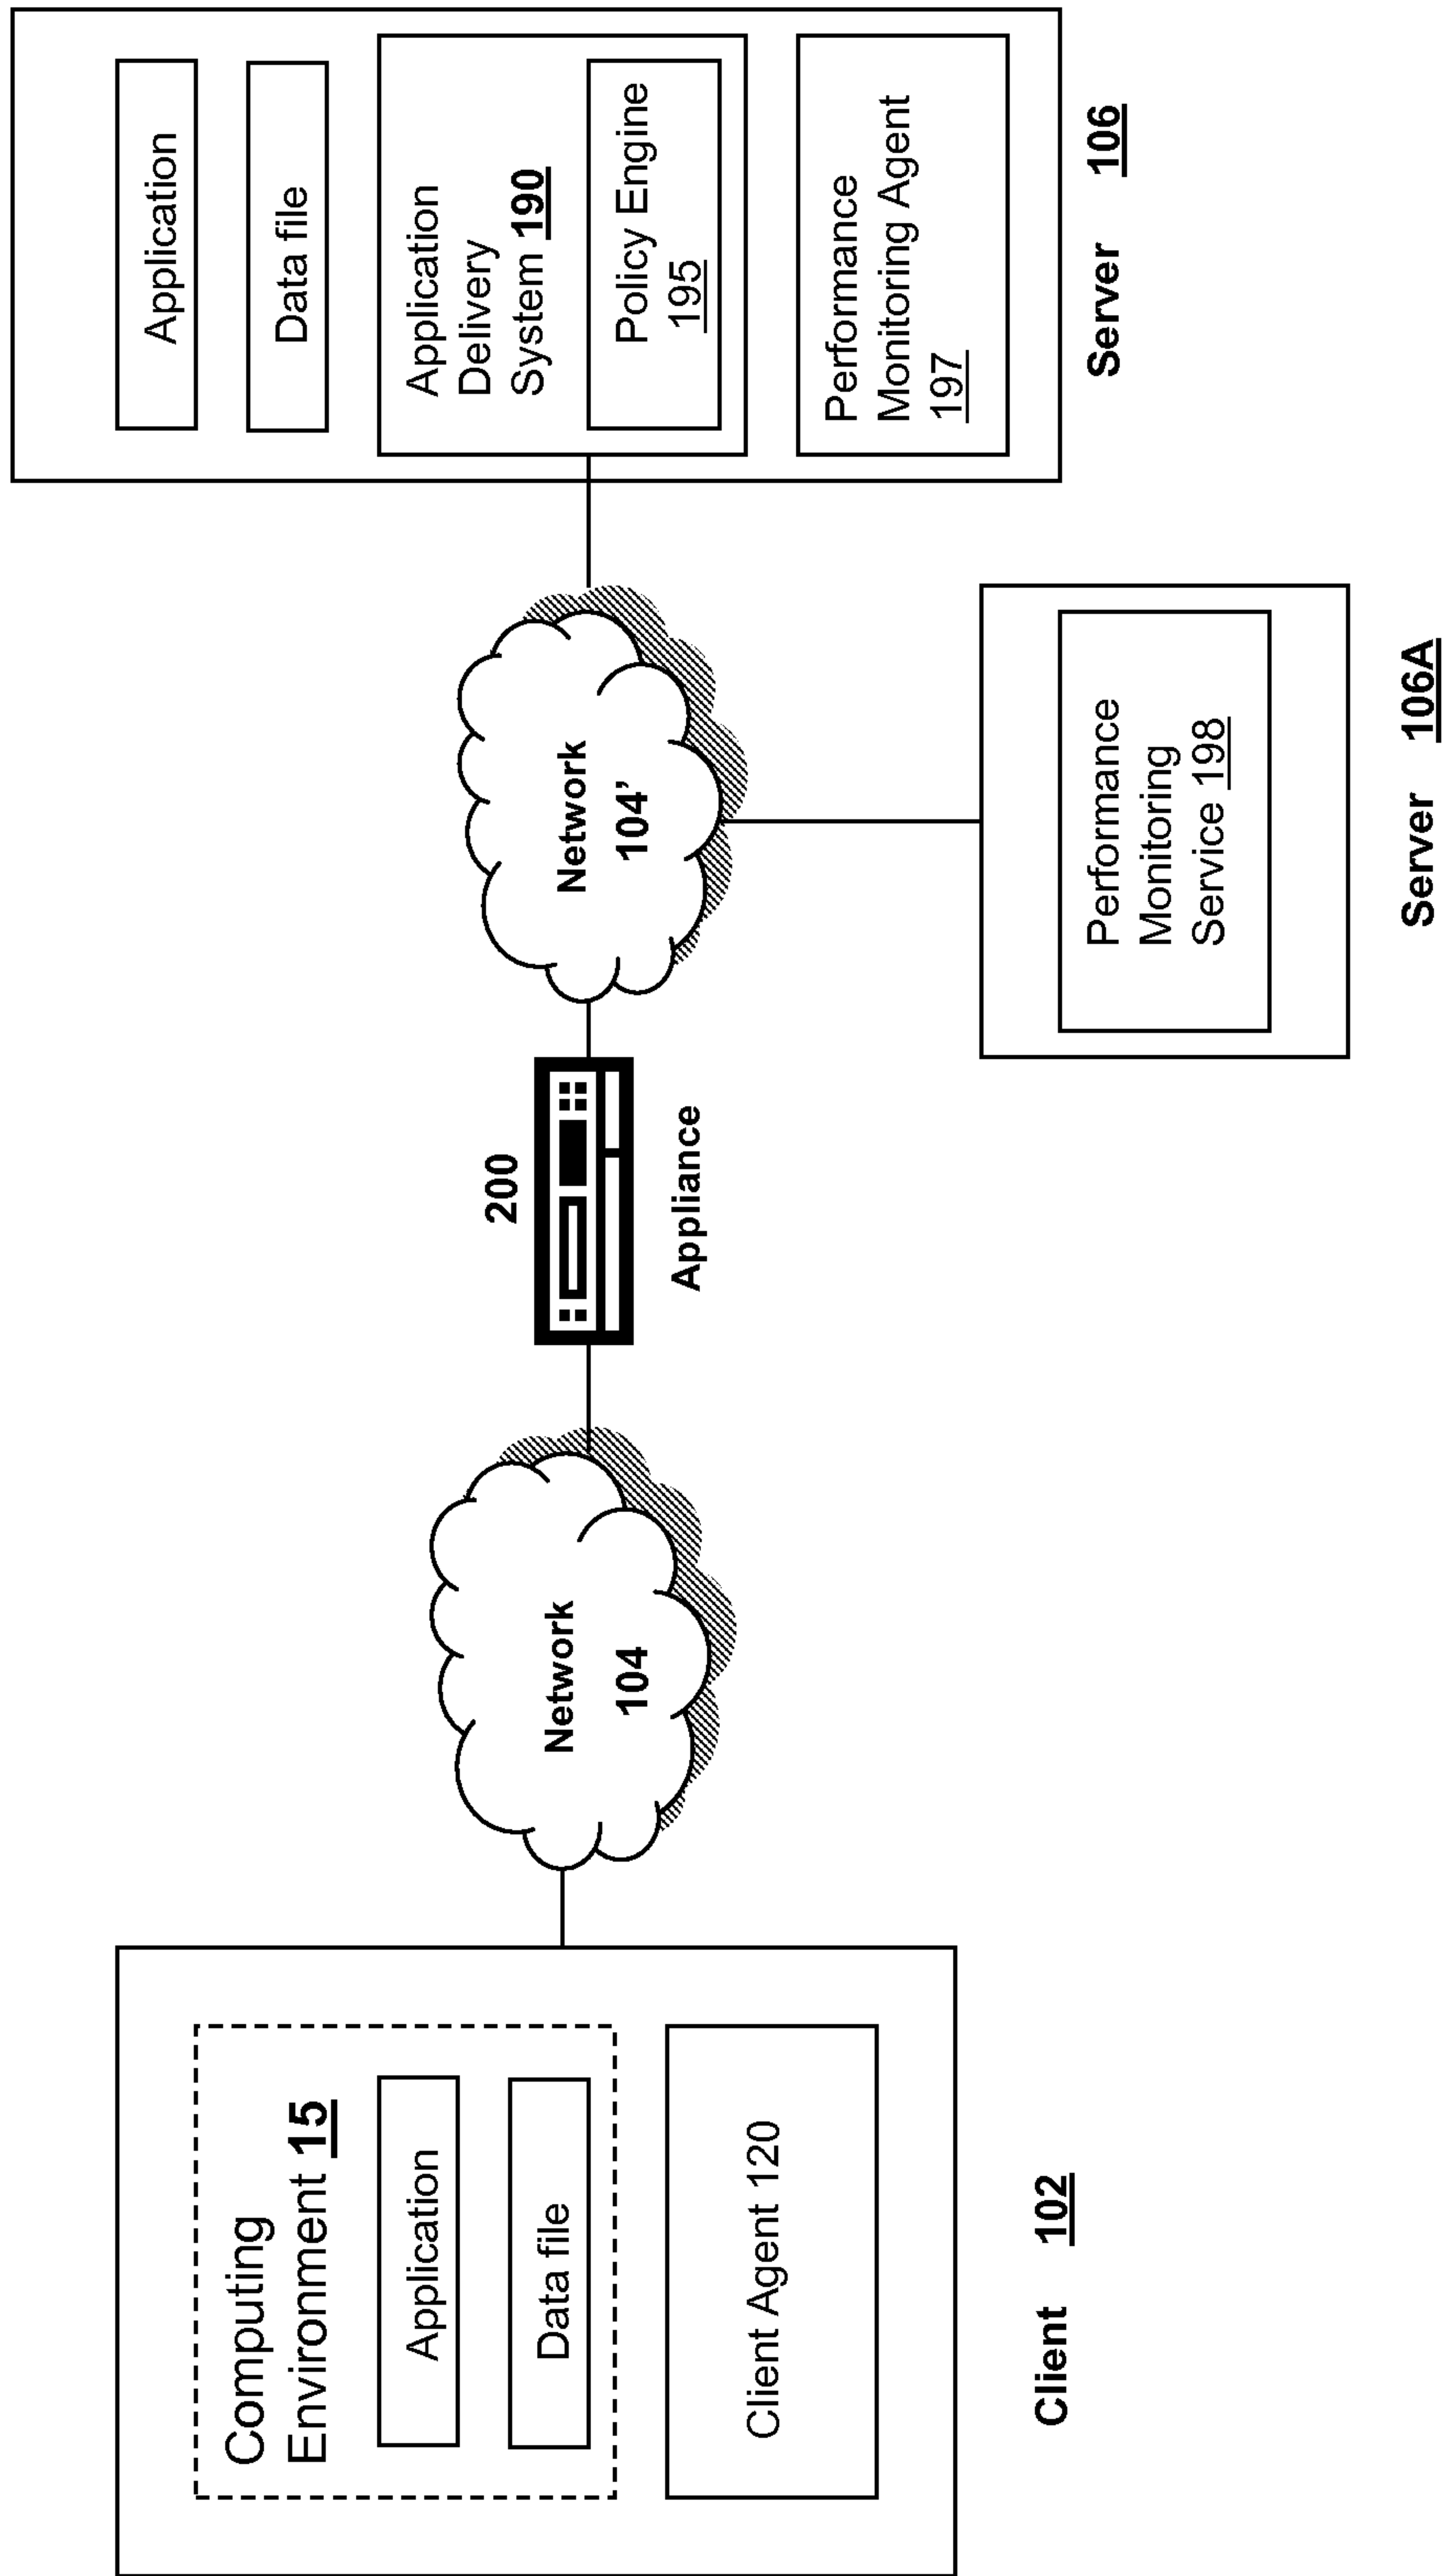 Computing
Environment 15
Application
Data file
Client Agent 120
Client 102
Network
104
200
Appliance
Network
104’
Performance
Monitoring
Service 198
Server 106A
Application
Data file
Application
Delivery
System 190
Policy Engine
195
Performance
Monitoring Agent
197
Server 106